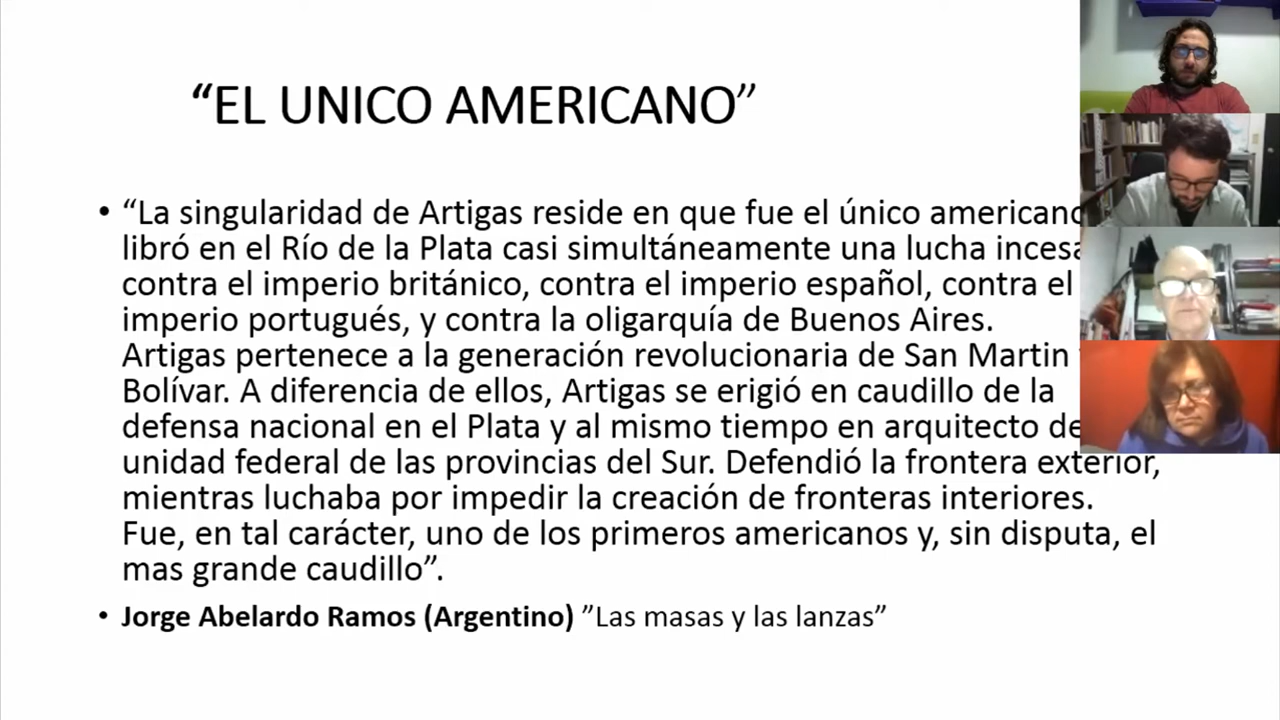 “EL UNICO AMERICANO”
• “La singularidad de Artigas reside en que fue el único americano
libró en el Río de la Plata casi simultáneamente una lucha
contra el imperio británico, contra el imperio español, contra el
imperio portugués, y contra la oligarquía de Buenos Aires.
Artigas pertenece a la generación revolucionaria de San Martin
Bolívar. A diferencia de ellos, Artigas se erigió en caudillo de la
defensa nacional en el Plata y al mismo tiempo en arquitecto de
unidad federal de las provincias del Sur. Defendió la frontera exterior,
mientras luchaba por impedir la creación de fronteras interiores.
Fue, en tal carácter, uno de los primeros americanos y, sin disputa, el
mas grande caudillo”.
• Jorge Abelardo Ramos (Argentino) ”Las masas y las lanzas”